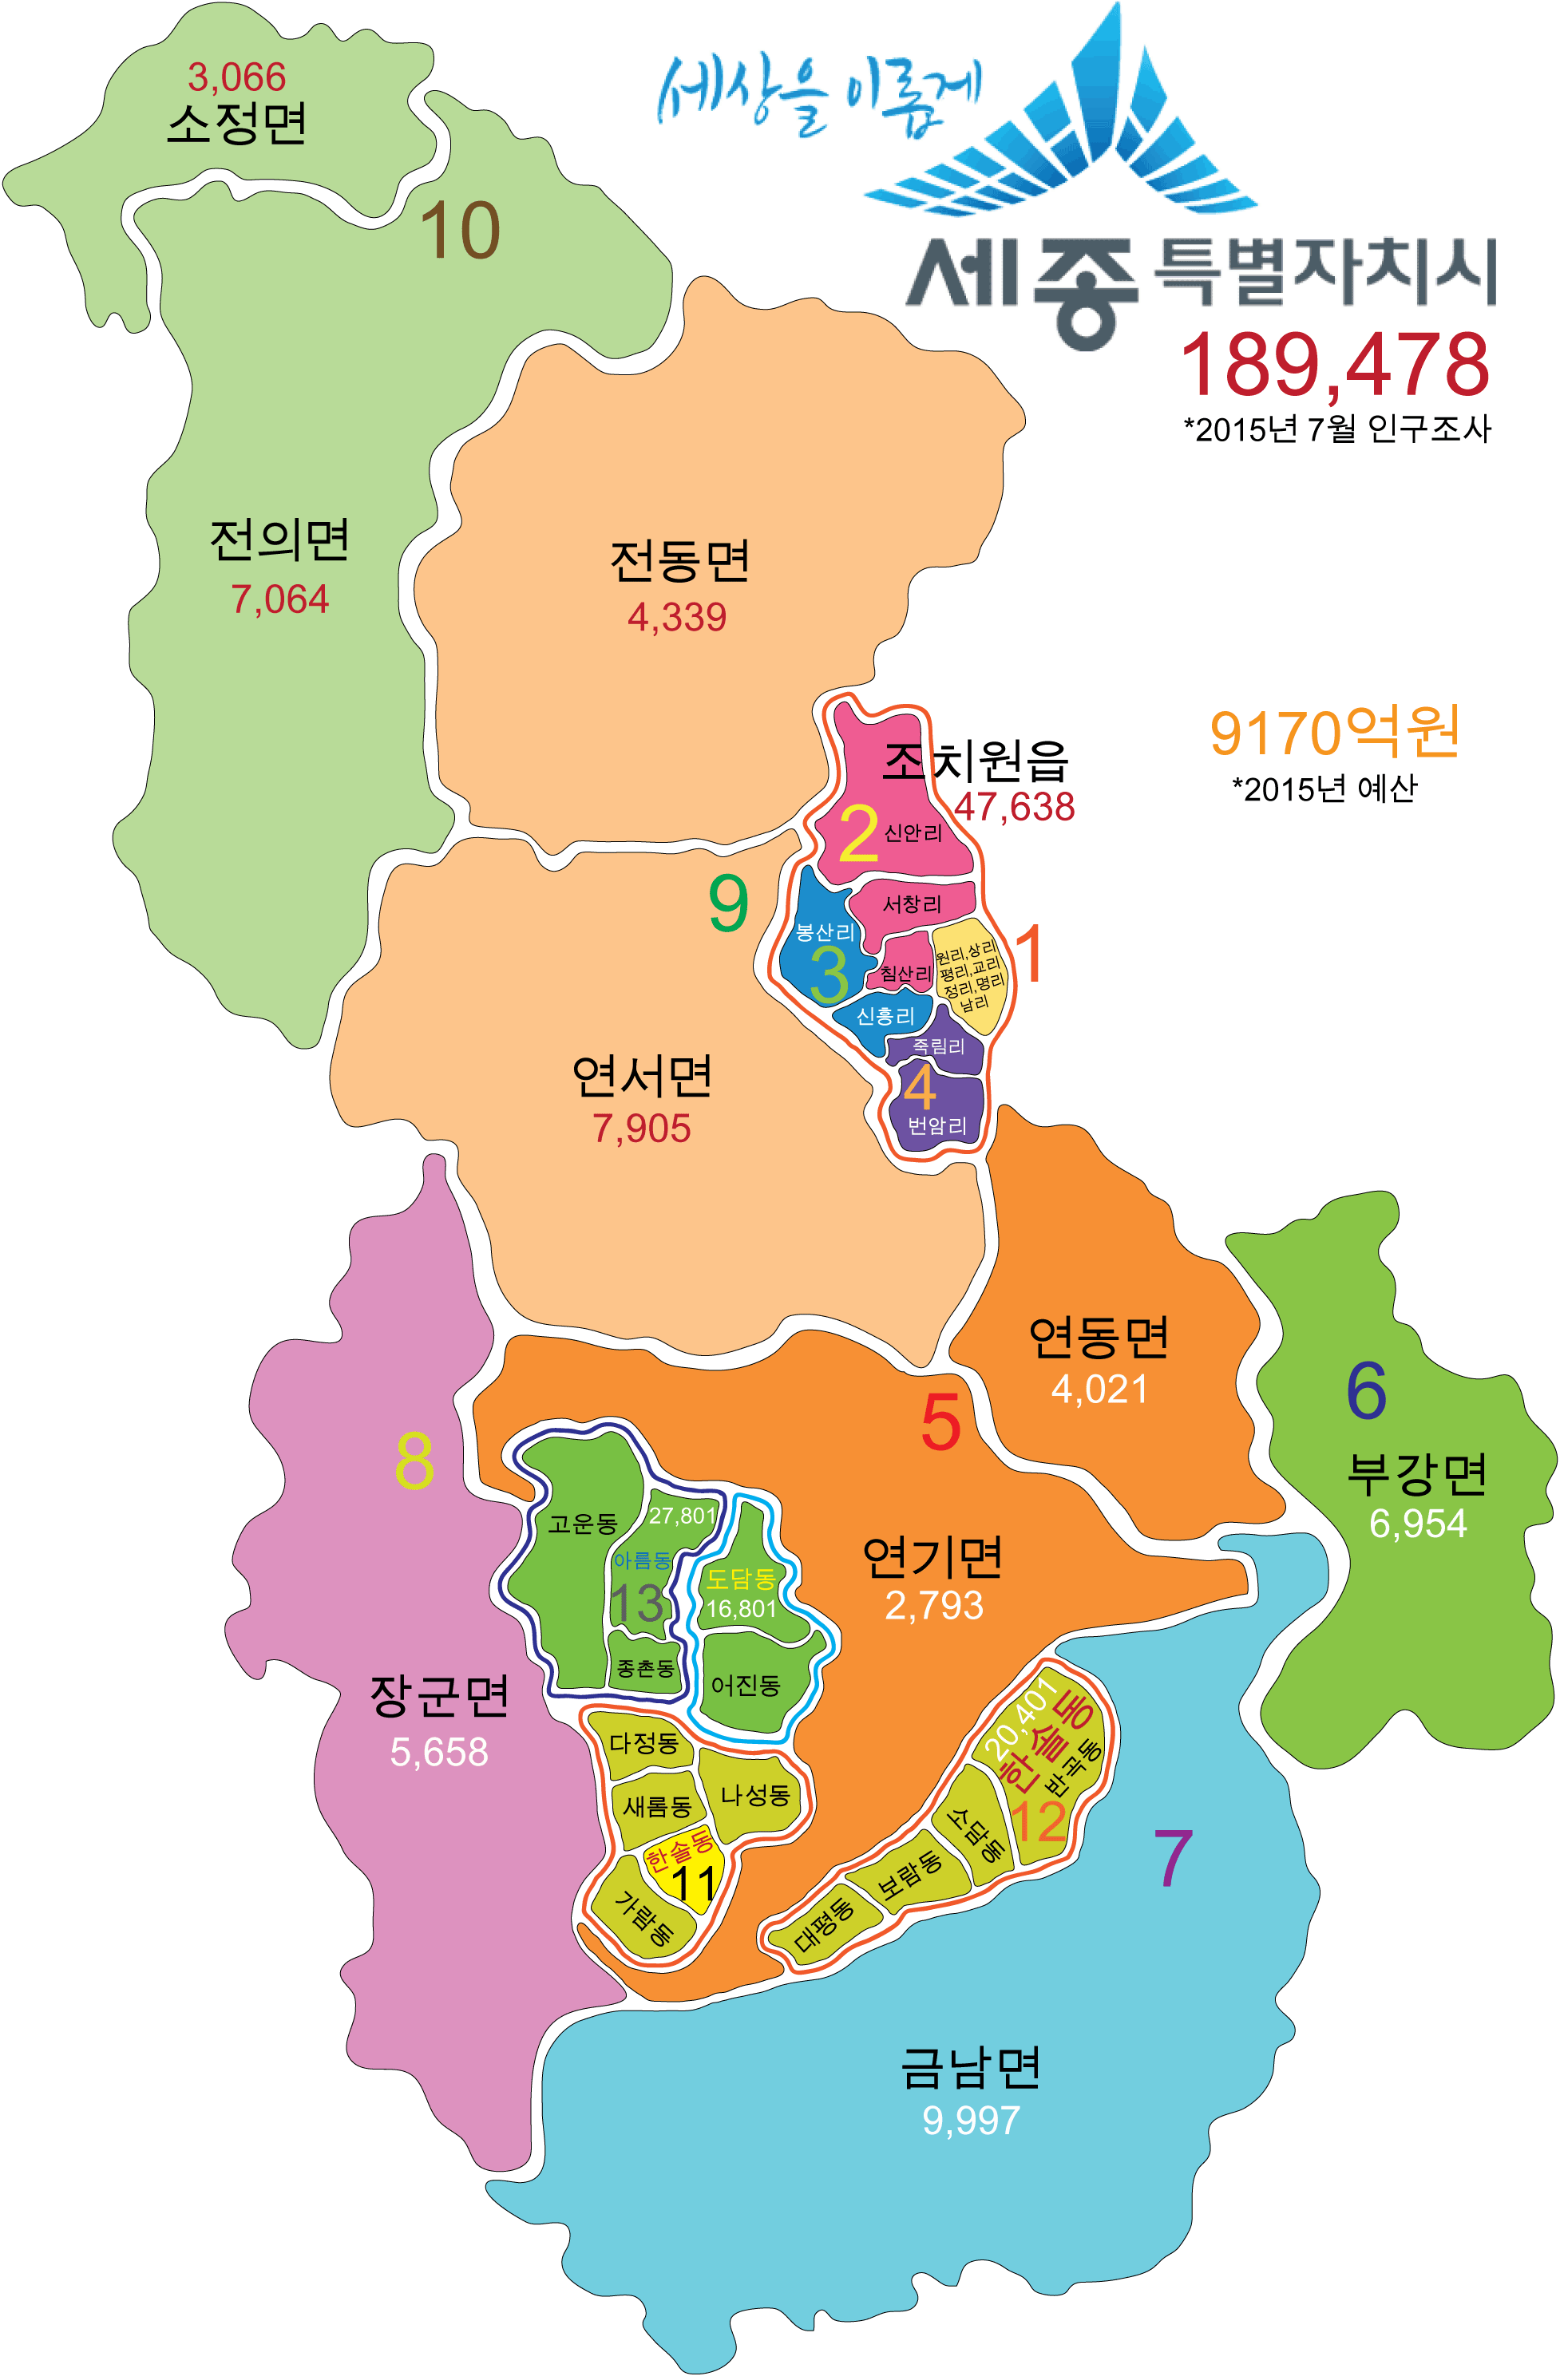 세상을 이롭게
세종특별자치시
189,478
*2015년 7월 인구조사
3,066
소정면
10
전의면
7,064
전동면
4,339
9170억원
*2015년 예산
조치원읍
47,638
2
신안리
9
서창리
1
봉산리
3
침산리
원리,상리
평리,교리
정리,명리
남리
신흥리
죽림리
4
번암리
연서면
7,905
연동면
4,021
5
6
부강면
6,954
8
고운동
27,801
아름동
13
종촌동
도담동
16,801
어진동
연기면
2,793
장군면
5,658
다정동
새롬동
나성동
한솔동
11
가람동
20,401
한솔동
반곡동
12
소담동
보람동
대평동
7
금남면
9,997